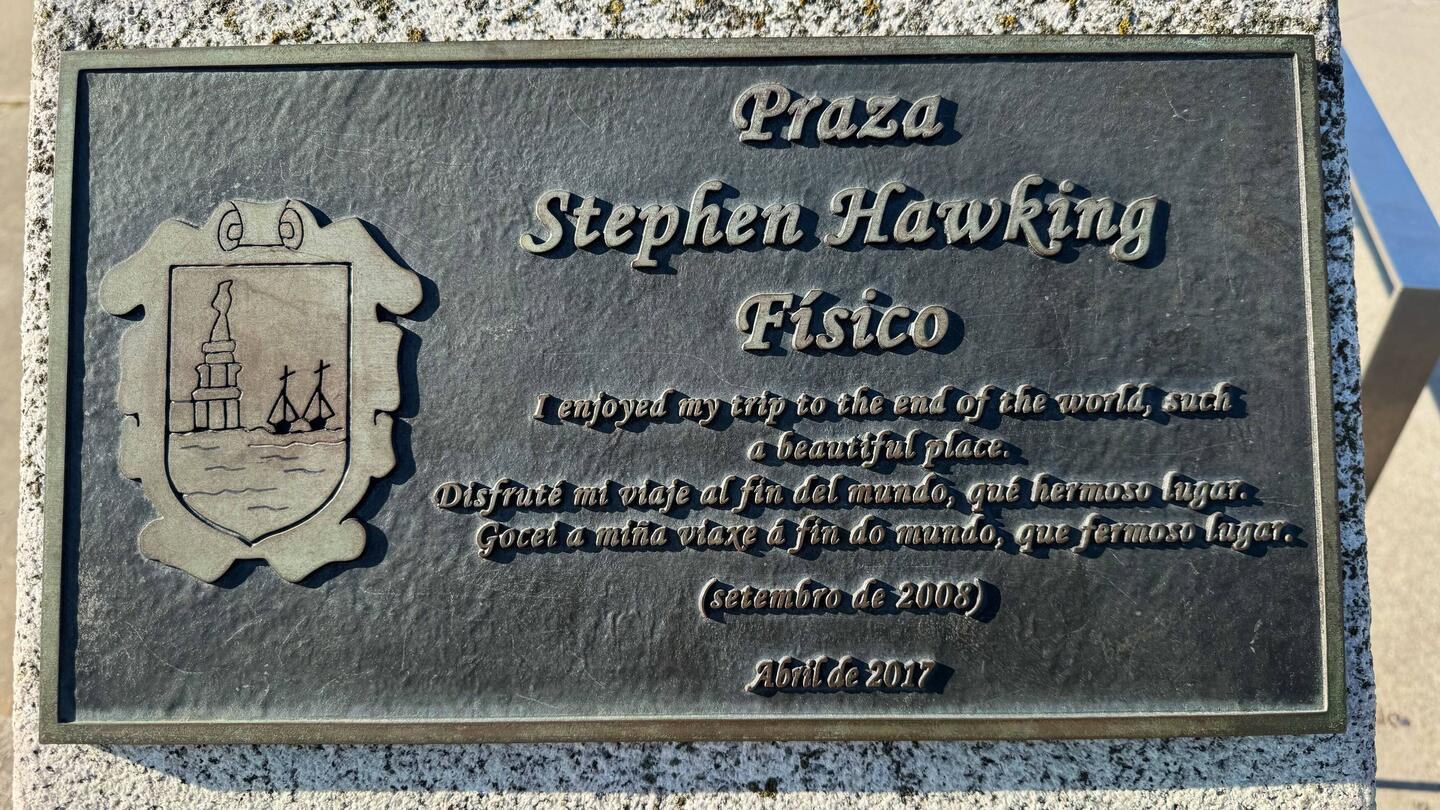 Praza
Stephen Hawking
Físico
I enjoyed my trip to the end of the world, such
a beautiful place.
Disfruté mi viaje al fin del mundo, qué hermoso lugar.
Gocei a miña viaxe á fin do mundo, que fermoso lugar.
(setembro de 2008)
Abril de 2017